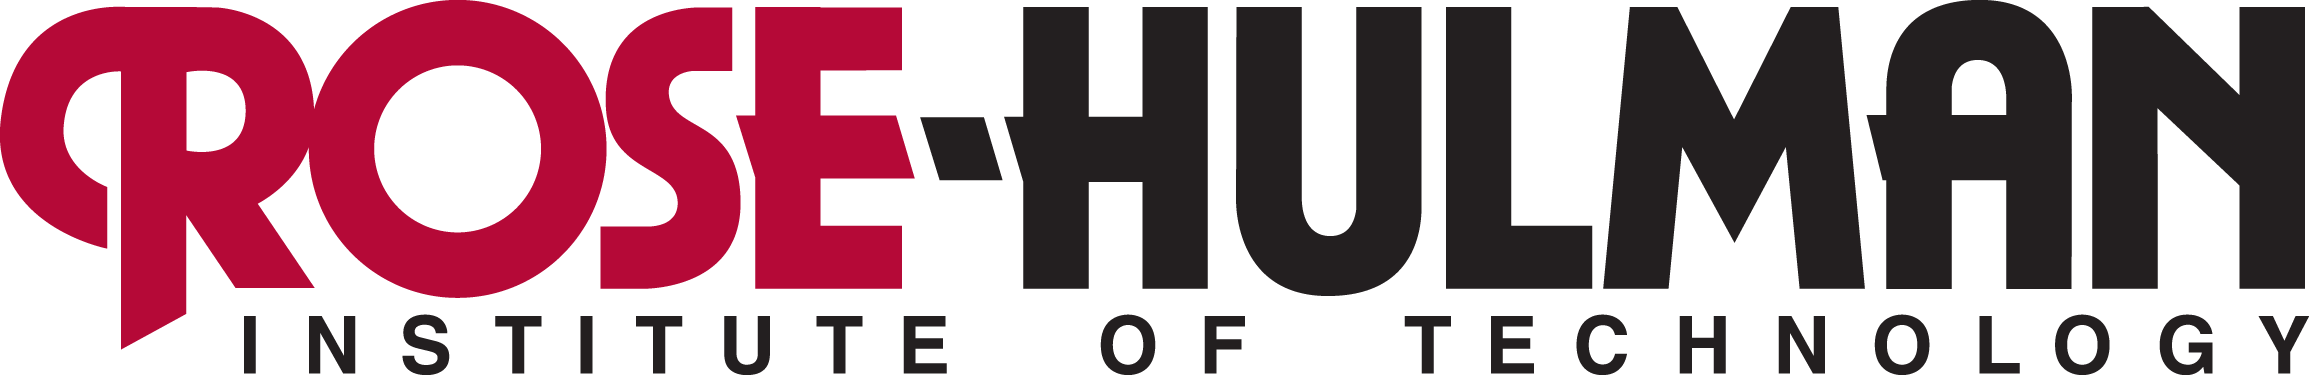 ROSE-HULMAN
INSTITUTE OF TECHNOLOGY